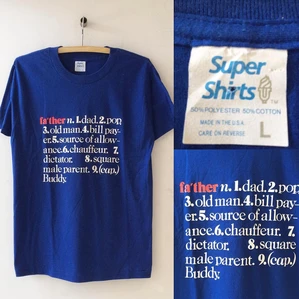 fa'ther n. 1. dad. 2. pop
3. old man. 4. bill pay-
er. 5. source of allow-
ance. 6. chauffeur. 7.
dictator. 8. square
male parent. 9. (cap.)
Buddy.
Super
Shirts
TM
50% POLYESTER 50% COTTON
MADE IN THE U.S.A.
CARE ON REVERSE
L
fa'ther n. 1. dad. 2. pop
3. old man. 4. bill pay-
er. 5. source of allow-
ance. 6. chauffeur. 7.
dictator. 8. square
male parent. 9. (cap.)
Buddy.